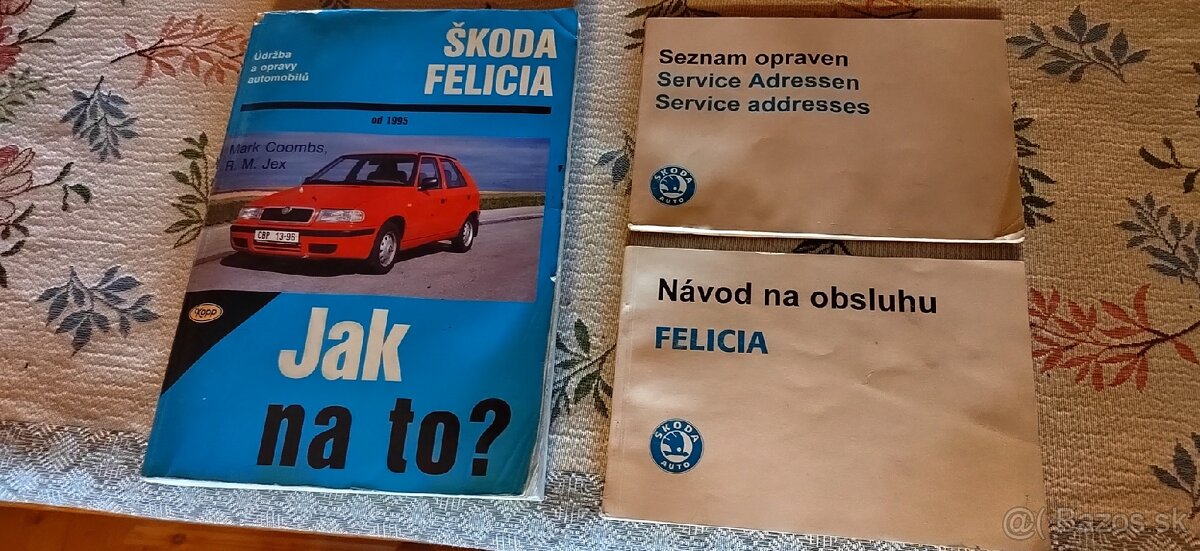 Údržba
a opravy
automobilů
ŠKODA
FELICIA
od 1995
Mark Coombs,
R. M. Jex
CBP 13-96
Kopp
Jak
na to?
Seznam opraven
Service Adressen
Service addresses
ŠKODA
AUTO
Návod na obsluhu
FELICIA
ŠKODA
AUTO
Bazos.sk